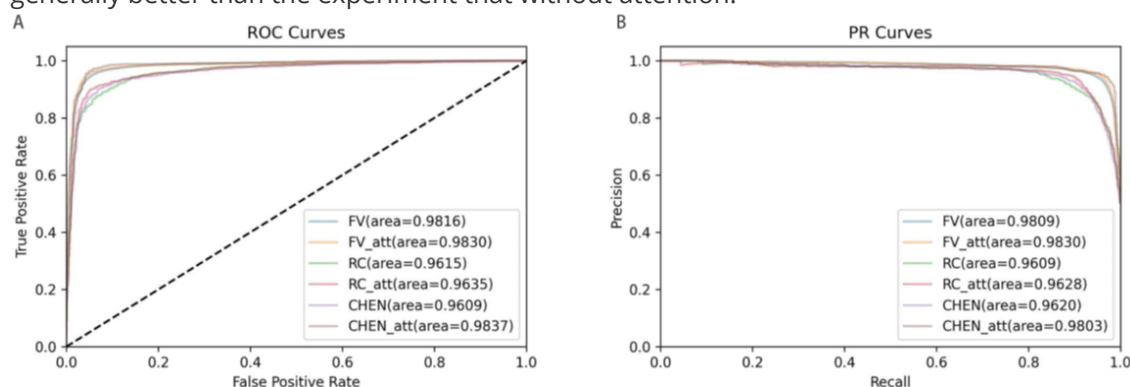 generally better than the experiment that without attention.
A
ROC Curves
1.0
0.8
0.6
0.4
0.2
0.0
True Positive Rate
FV(area=0.9816)
FV_att(area=0.9830)
RC(area=0.9615)
RC_att(area=0.9635)
CHEN(area=0.9609)
CHEN_att(area=0.9837)
0.0 0.2 0.4 0.6 0.8 1.0
False Positive Rate
B
PR Curves
1.0
0.8
0.6
0.4
0.2
0.0
Precision
FV(area=0.9809)
FV_att(area=0.9830)
RC(area=0.9609)
RC_att(area=0.9628)
CHEN(area=0.9620)
CHEN_att(area=0.9803)
0.0 0.2 0.4 0.6 0.8 1.0
Recall